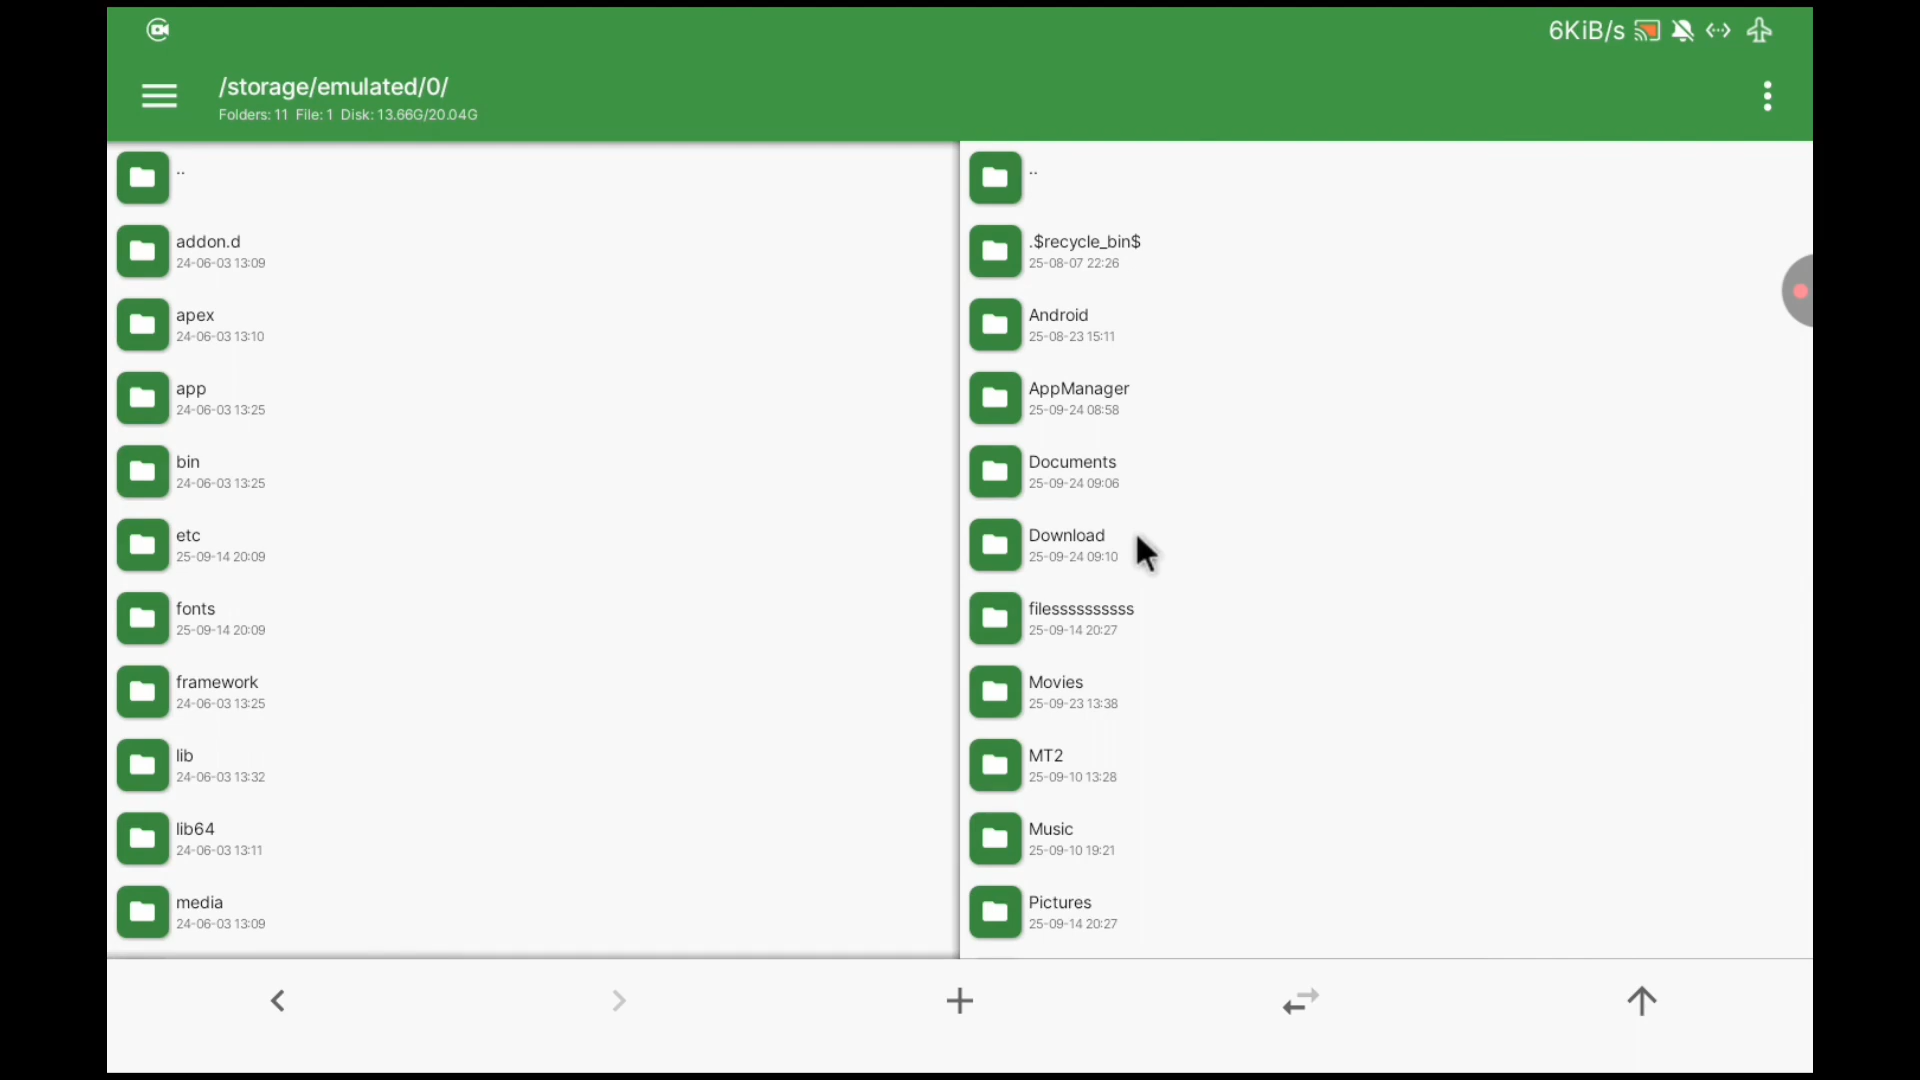 6KiB/s
/storage/emulated/0/
Folders: 11 File: 1 Disk: 13.66G/20.04G
..
addon.d
24-06-03 13:09
apex
24-06-03 13:10
app
24-06-03 13:25
bin
24-06-03 13:25
etc
25-09-14 20:09
fonts
25-09-14 20:09
framework
24-06-03 13:25
lib
24-06-03 13:32
lib64
24-06-03 13:11
media
24-06-03 13:09
..
.$recycle_bin$
25-08-07 22:26
Android
25-08-23 15:11
AppManager
25-09-24 08:58
Documents
25-09-24 09:06
Download
25-09-24 09:10
filesssssssssss
25-09-14 20:27
Movies
25-09-23 13:38
MT2
25-09-10 13:28
Music
25-09-10 19:21
Pictures
25-09-14 20:27